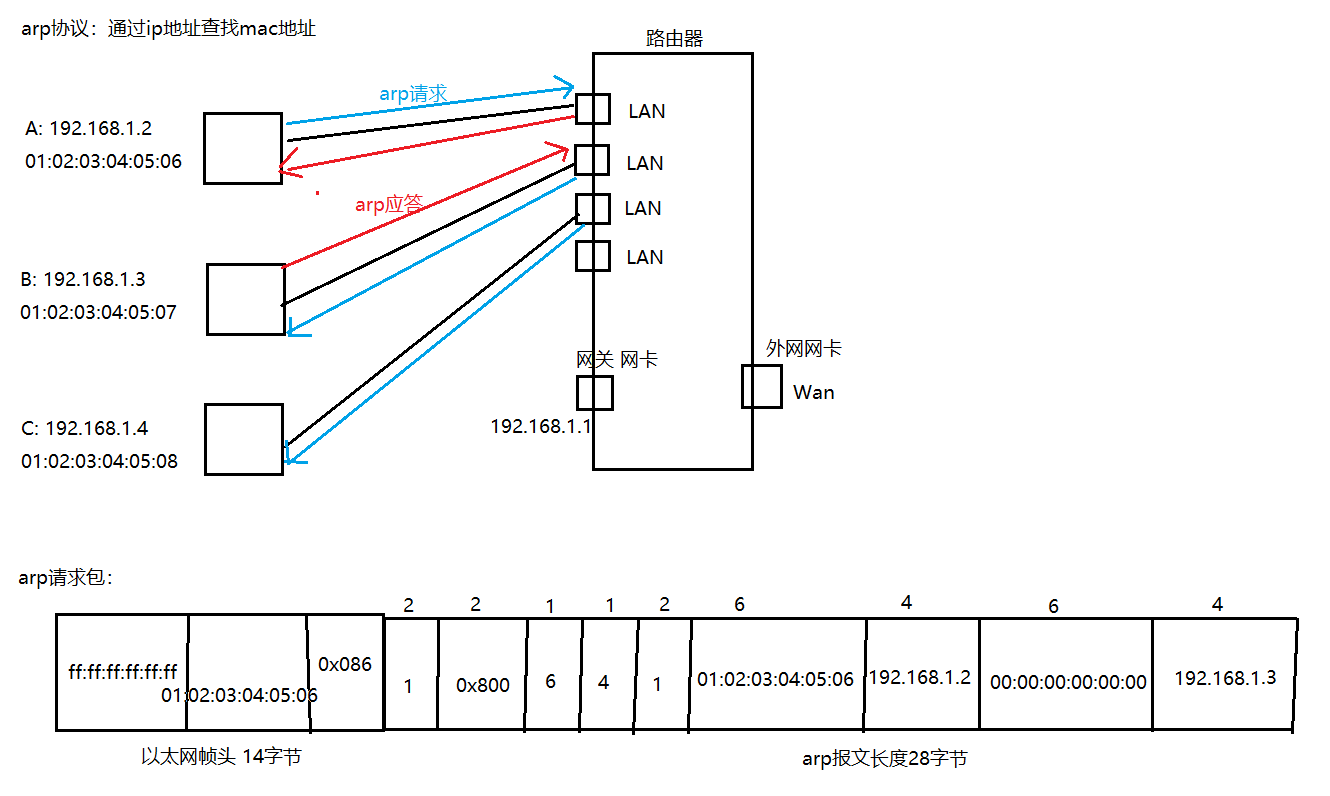 arp协议：通过ip地址查找mac地址
路由器
arp请求
LAN
A: 192.168.1.2
01:02:03:04:05:06
LAN
arp应答
LAN
LAN
B: 192.168.1.3
01:02:03:04:05:07
外网网卡
网关 网卡
Wan
192.168.1.1
C: 192.168.1.4
01:02:03:04:05:08
arp请求包：
2 2 1 1 2 6 4 6 4
ff:ff:ff:ff:ff:ff 01:02:03:04:05:06 0x086 1 0x800 6 4 1 01:02:03:04:05:06 192.168.1.2 00:00:00:00:00:00 192.168.1.3
以太网帧头 14字节
arp报文长度28字节